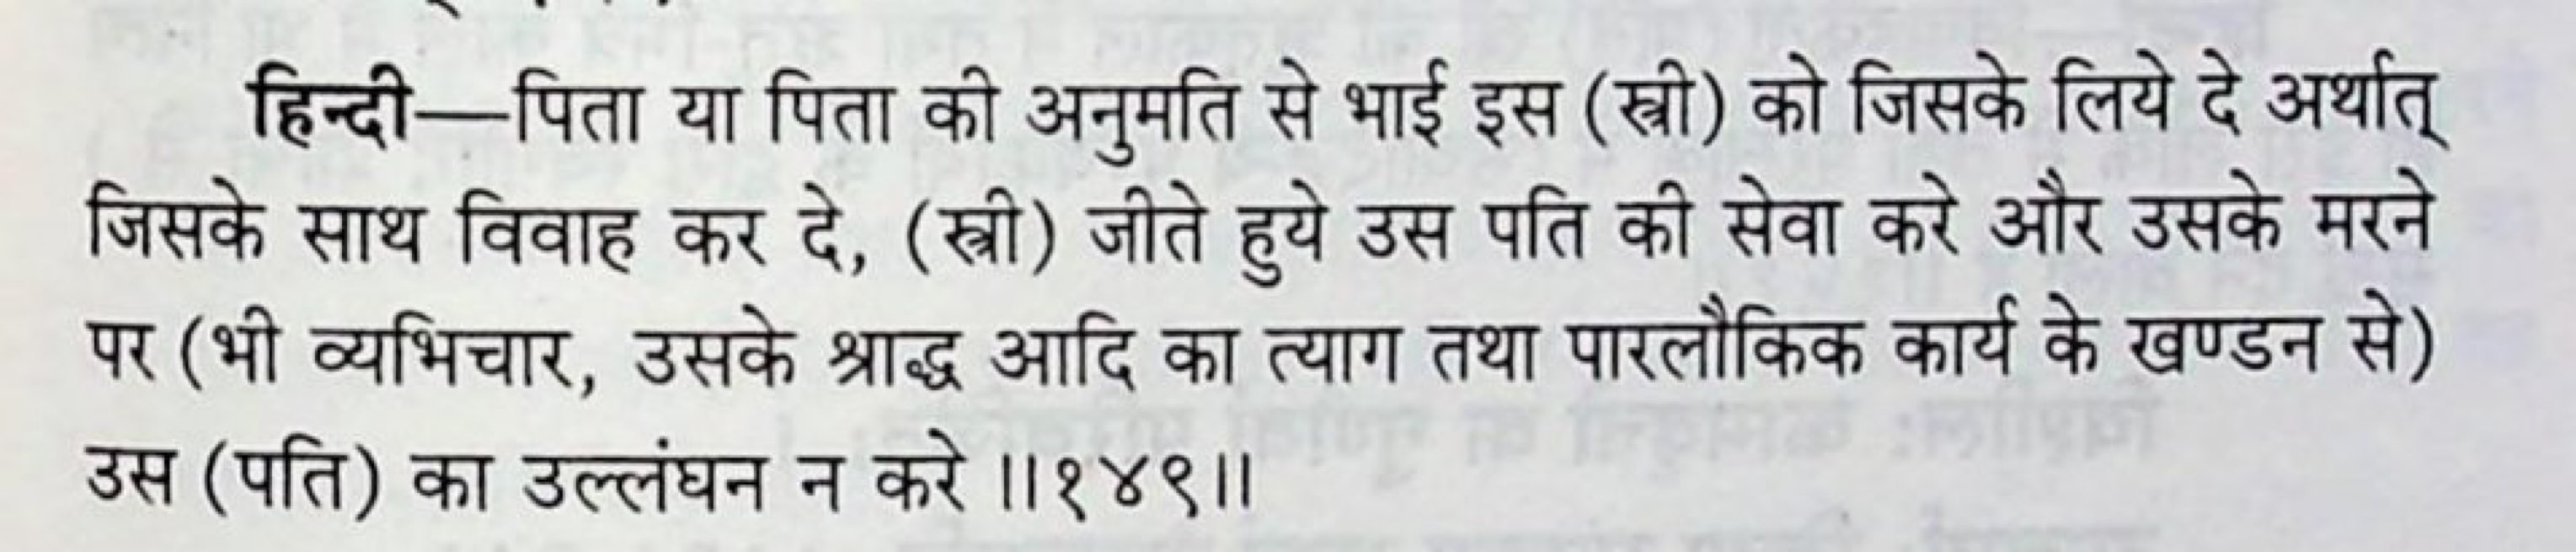 हिन्दी—पिता या पिता की अनुमति से भाई इस (स्त्री) को जिसके लिये दे अर्थात्
जिसके साथ विवाह कर दे, (स्त्री) जीते हुये उस पति की सेवा करे और उसके मरने
पर (भी व्यभिचार, उसके श्राद्ध आदि का त्याग तथा पारलौकिक कार्य के खण्डन से)
उस (पति) का उल्लंघन न करे ॥१४९॥